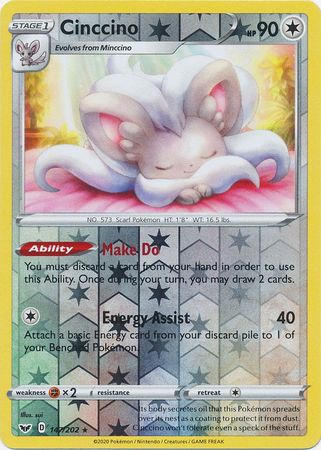 STAGE 1 Cinccino HP 90
Evolves from Minccino
NO. 573 Scarf Pokémon HT: 1'8" WT: 16.5 lbs.
Ability Make Do
You must discard a card from your hand in order to use
this Ability. Once during your turn, you may draw 2 cards.
Energy Assist 40
Attach a basic Energy card from your discard pile to 1 of
your Benched Pokémon.
weakness ×2 resistance retreat
Illus. sui
D 147/202 ★
Its body secretes oil that this Pokémon spreads
over its nest as a coating to protect it from dust.
Cinccino won't tolerate even a speck of the stuff.
©2020 Pokémon / Nintendo / Creatures / GAME FREAK